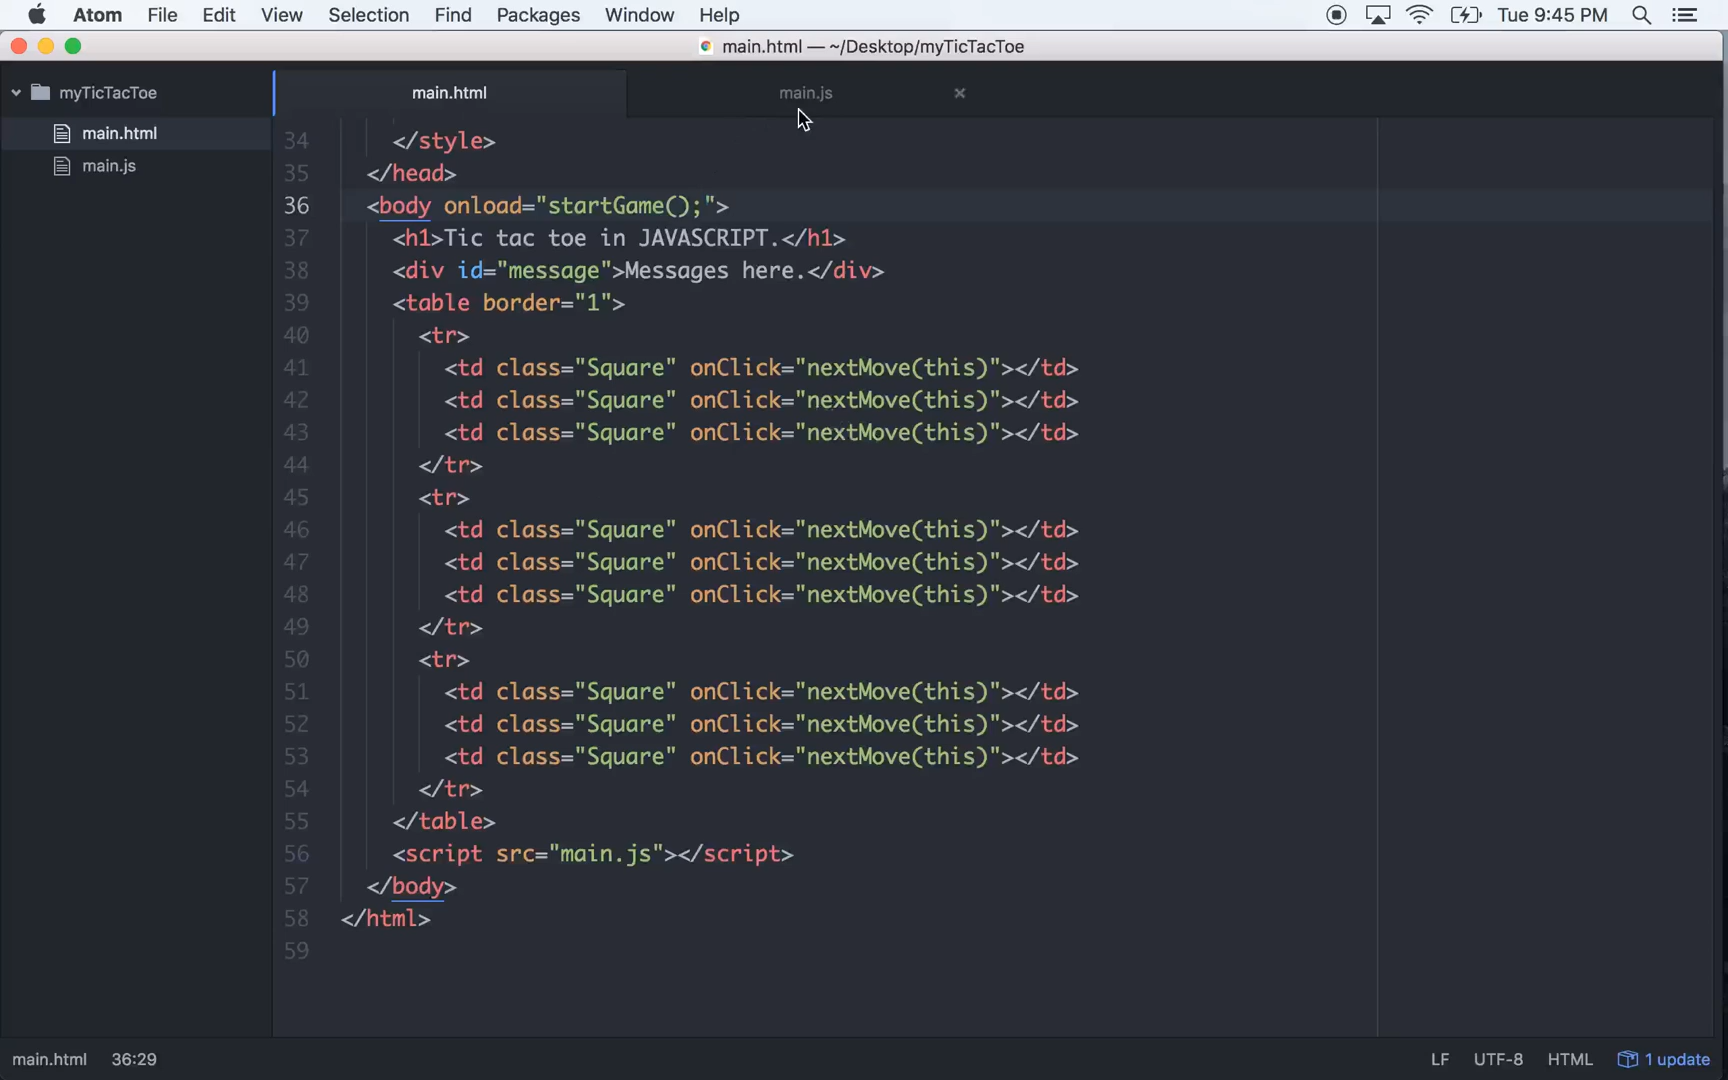 Atom File Edit View Selection Find Packages Window Help Tue 9:45 PM
main.html — ~/Desktop/myTicTacToe
myTicTacToe
main.html
main.js
main.html main.js ×
34 </style>
35 </head>
36 <body onload="startGame();">
37 <h1>Tic tac toe in JAVASCRIPT.</h1>
38 <div id="message">Messages here.</div>
39 <table border="1">
40 <tr>
41 <td class="Square" onClick="nextMove(this)"></td>
42 <td class="Square" onClick="nextMove(this)"></td>
43 <td class="Square" onClick="nextMove(this)"></td>
44 </tr>
45 <tr>
46 <td class="Square" onClick="nextMove(this)"></td>
47 <td class="Square" onClick="nextMove(this)"></td>
48 <td class="Square" onClick="nextMove(this)"></td>
49 </tr>
50 <tr>
51 <td class="Square" onClick="nextMove(this)"></td>
52 <td class="Square" onClick="nextMove(this)"></td>
53 <td class="Square" onClick="nextMove(this)"></td>
54 </tr>
55 </table>
56 <script src="main.js"></script>
57 </body>
58 </html>
59
main.html 36:29 LF UTF-8 HTML 1 update